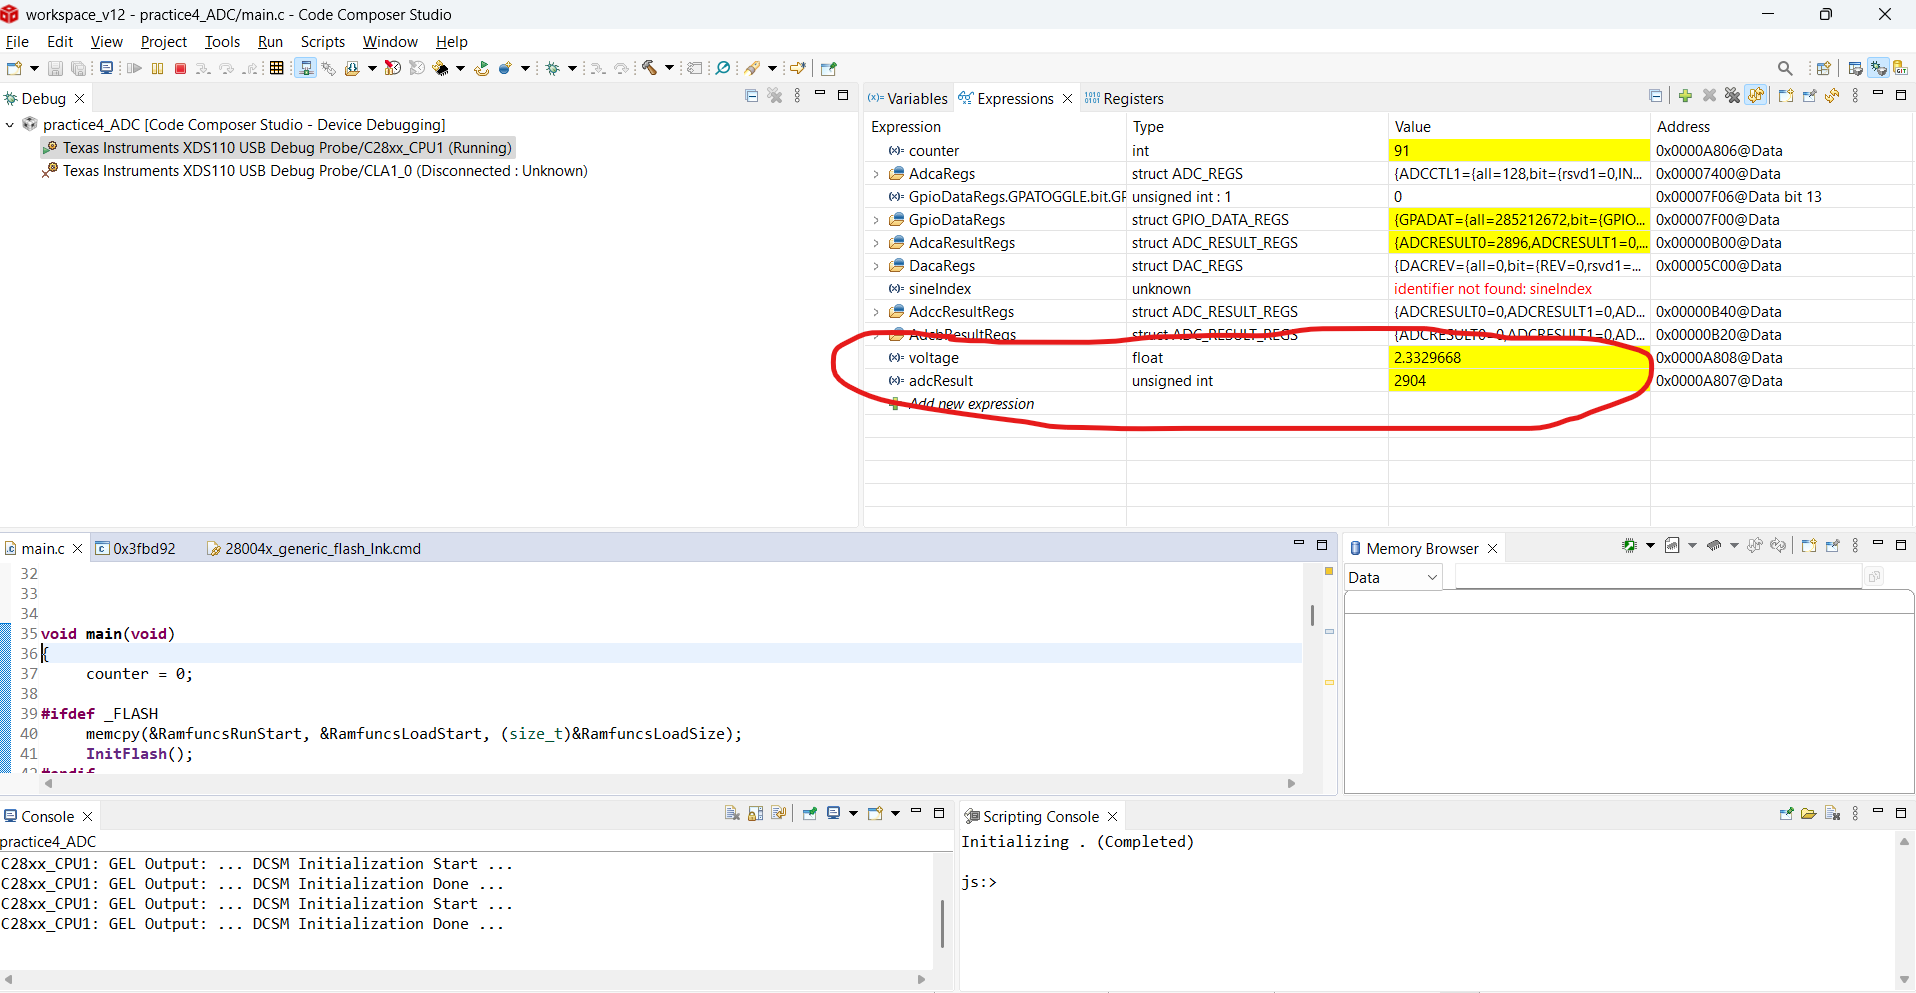 workspace_v12 - practice4_ADC/main.c - Code Composer Studio
File Edit View Project Tools Run Scripts Window Help
Debug
practice4_ADC [Code Composer Studio - Device Debugging]
Texas Instruments XDS110 USB Debug Probe/C28xx_CPU1 (Running)
Texas Instruments XDS110 USB Debug Probe/CLA1_0 (Disconnected : Unknown)
Variables Expressions Registers
Expression Type Value Address
counter int 91 0x0000A806@Data
AdcaRegs struct ADC_REGS {ADCCTL1={all=128,bit={rsvd1=0,IN... 0x00007400@Data
GpioDataRegs.GPATOGGLE.bit.GP unsigned int : 1 0 0x00007F06@Data bit 13
GpioDataRegs struct GPIO_DATA_REGS {GPADAT={all=285212672,bit={GPIO... 0x00007F00@Data
AdcaResultRegs struct ADC_RESULT_REGS {ADCRESULT0=2896,ADCRESULT1=0,... 0x00000B00@Data
DacaRegs struct DAC_REGS {DACREV={all=0,bit={REV=0,rsvd1=... 0x00005C00@Data
sineIndex unknown identifier not found: sineIndex
AdccResultRegs struct ADC_RESULT_REGS {ADCRESULT0=0,ADCRESULT1=0,AD... 0x00000B40@Data
AdcbResultRegs struct ADC_RESULT_REGS {ADCRESULT0=0,ADCRESULT1=0,AD... 0x00000B20@Data
voltage float 2.3329668 0x0000A808@Data
adcResult unsigned int 2904 0x0000A807@Data
Add new expression
main.c 0x3fbd92 28004x_generic_flash_lnk.cmd
32
33
34
35 void main(void)
36 {
37 counter = 0;
38
39 #ifdef _FLASH
40 memcpy(&RamfuncsRunStart, &RamfuncsLoadStart, (size_t)&RamfuncsLoadSize);
41 InitFlash();
42 #endif
Memory Browser
Data
Console
practice4_ADC
C28xx_CPU1: GEL Output: ... DCSM Initialization Start ...
C28xx_CPU1: GEL Output: ... DCSM Initialization Done ...
C28xx_CPU1: GEL Output: ... DCSM Initialization Start ...
C28xx_CPU1: GEL Output: ... DCSM Initialization Done ...
Scripting Console
Initializing . (Completed)
js:>